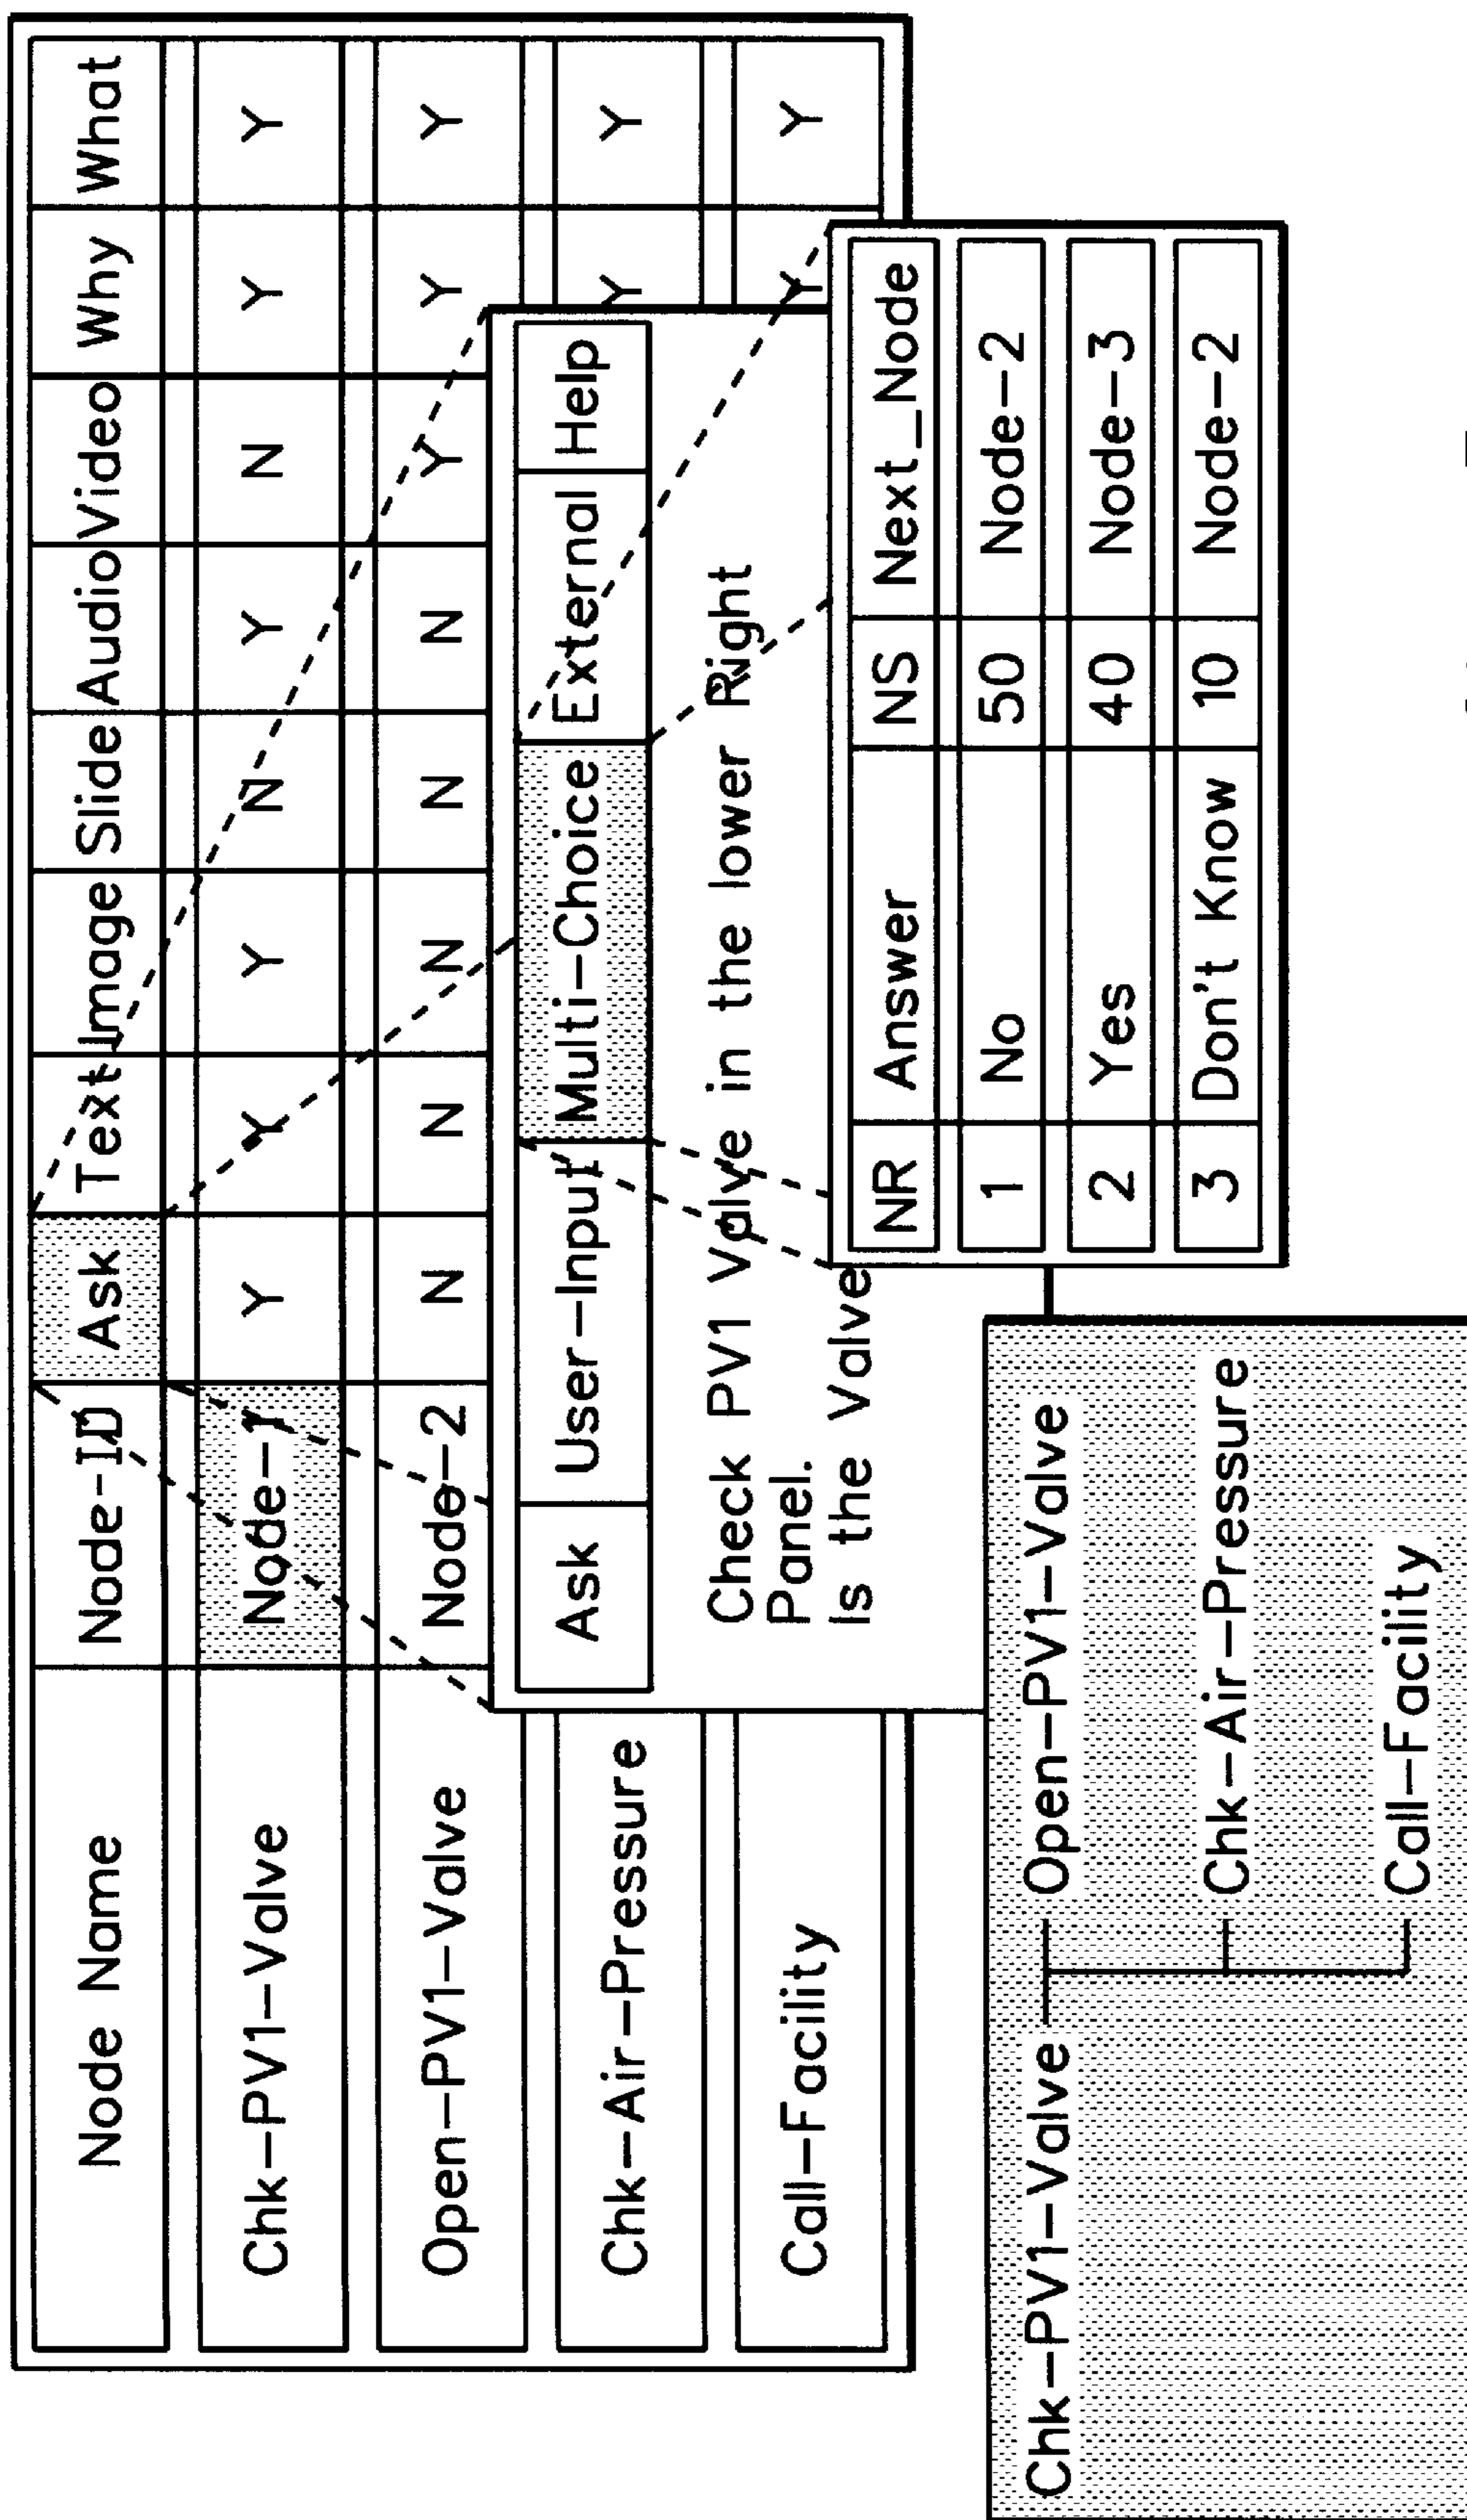 Node Name Node-ID Ask Text Image Slide Audio Video Why What
Chk-PV1-Valve Node-1 Y Y Y N Y N Y Y
Open-PV1-Valve Node-2 N N N N N Y Y Y
Chk-Air-Pressure Y Y
Call-Facility Y Y
Ask User-Input Multi-Choice External Help
Check PV1 Valve in the lower Right
Panel.
Is the Valve
NR Answer NS Next_Node
1 No 50 Node-2
2 Yes 40 Node-3
3 Don't Know 10 Node-2
Chk-PV1-Valve Open-PV1-Valve
Chk-Air-Pressure
Call-Facility